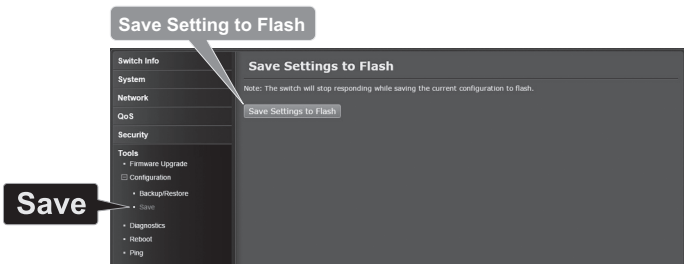 Save Setting to Flash
Switch Info
System
Network
QoS
Security
Tools
Firmware Upgrade
Configuration
Backup/Restore
Save
Diagnostics
Reboot
Ping
Save
Save Settings to Flash
Note: The switch will stop responding while saving the current configuration to flash.
Save Settings to Flash